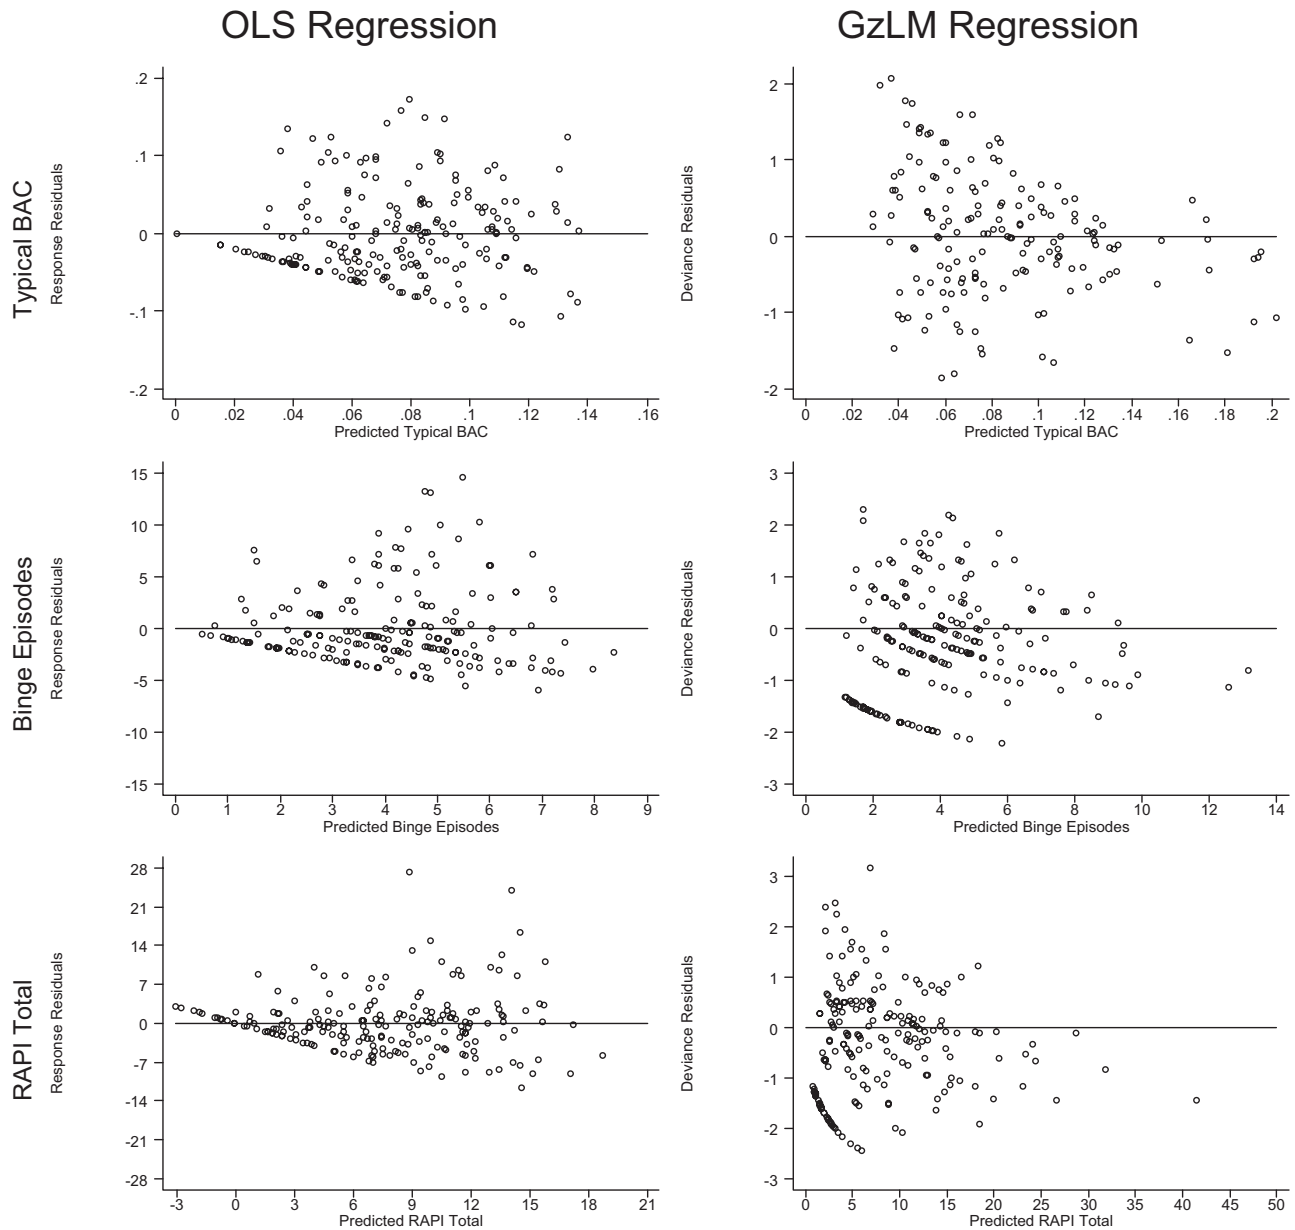 OLS Regression
GzLM Regression
Typical BAC
Response Residuals
.2
.1
0
-.1
-.2
0 .02 .04 .06 .08 .1 .12 .14 .16
Predicted Typical BAC
Deviance Residuals
2
1
0
-1
-2
0 .02 .04 .06 .08 .1 .12 .14 .16 .18 .2
Predicted Typical BAC
Binge Episodes
Response Residuals
15
10
5
0
-5
-10
-15
0 1 2 3 4 5 6 7 8 9
Predicted Binge Episodes
Deviance Residuals
3
2
1
0
-1
-2
-3
0 2 4 6 8 10 12 14
Predicted Binge Episodes
RAPI Total
Response Residuals
28
21
14
7
0
-7
-14
-21
-28
-3 0 3 6 9 12 15 18 21
Predicted RAPI Total
Deviance Residuals
3
2
1
0
-1
-2
-3
0 5 10 15 20 25 30 35 40 45 50
Predicted RAPI Total